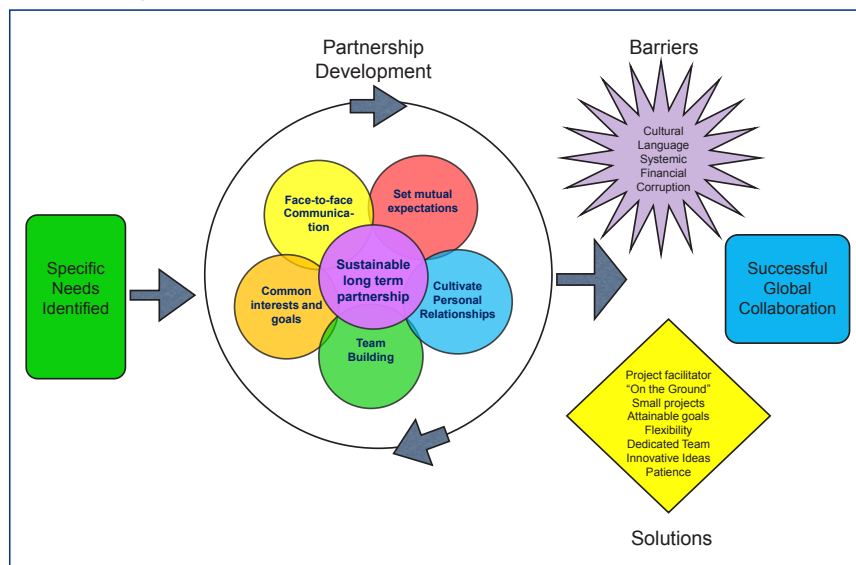 Partnership
Development
Barriers
Cultural
Language
Systemic
Financial
Corruption
Face-to-face
Communica-
tion
Set mutual
expectations
Specific
Needs
Identified
Sustainable
long term
partnership
Common
interests and
goals
Cultivate
Personal
Relationships
Team
Building
Successful
Global
Collaboration
Project facilitator
“On the Ground”
Small projects
Attainable goals
Flexibility
Dedicated Team
Innovative Ideas
Patience
Solutions